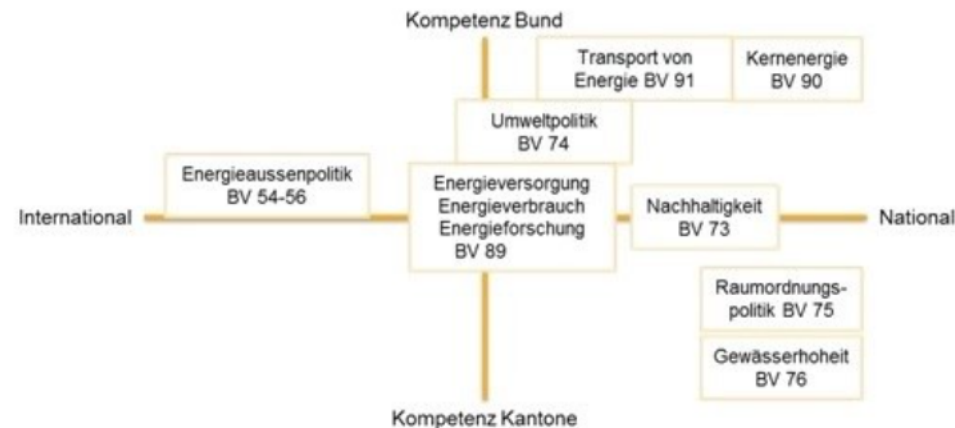 Kompetenz Bund
Transport von
Energie BV 91
Kernenergie
BV 90
Umweltpolitik
BV 74
Energieaussenpolitik
BV 54-56
Energieversorgung
Energieverbrauch
Energieforschung
BV 89
Nachhaltigkeit
BV 73
International
National
Raumordnungs-
politik BV 75
Gewässerhoheit
BV 76
Kompetenz Kantone